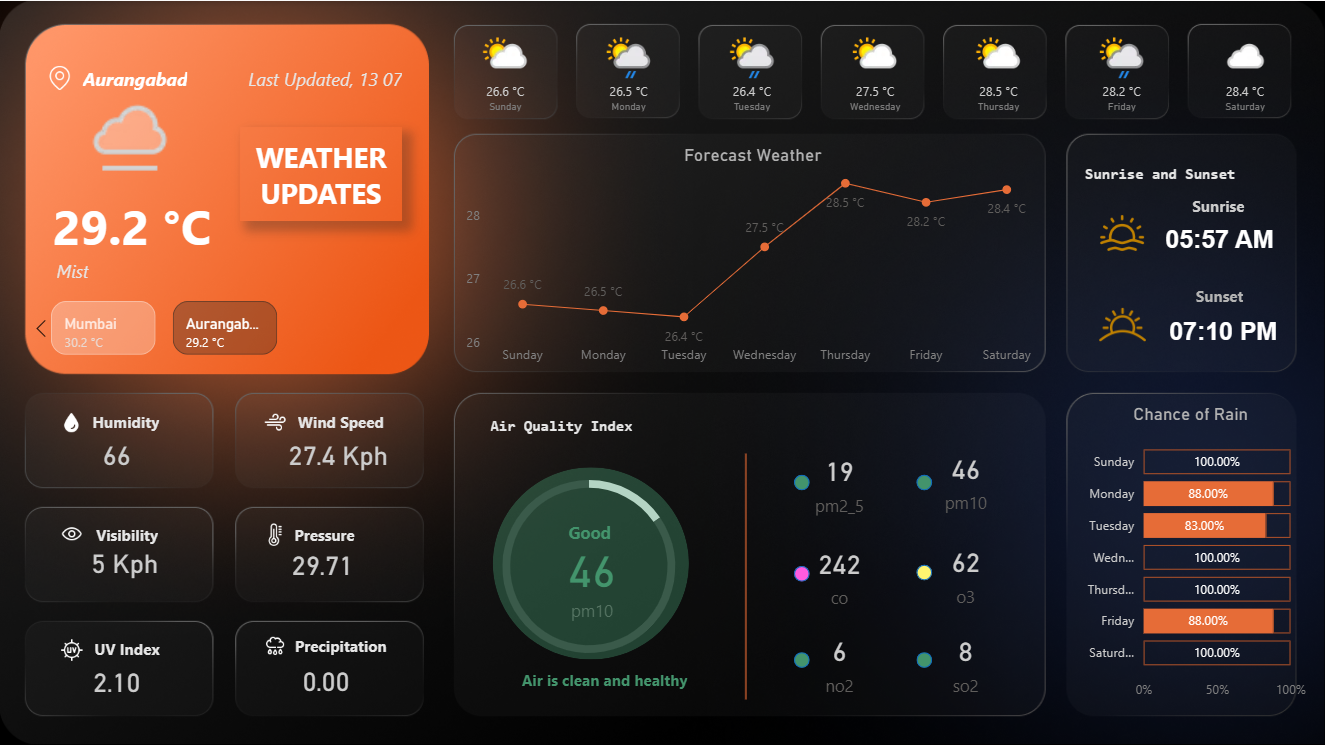 Aurangabad
Last Updated, 13 07
WEATHER
UPDATES
29.2 °C
Mist
Mumbai
30.2 °C
Aurangab...
29.2 °C
26.6 °C
Sunday
26.5 °C
Monday
26.4 °C
Tuesday
27.5 °C
Wednesday
28.5 °C
Thursday
28.2 °C
Friday
28.4 °C
Saturday
Forecast Weather
28
27
26
26.6 °C
26.5 °C
26.4 °C
27.5 °C
28.5 °C
28.2 °C
28.4 °C
Sunday
Monday
Tuesday
Wednesday
Thursday
Friday
Saturday
Sunrise and Sunset
Sunrise
05:57 AM
Sunset
07:10 PM
Humidity
66
Wind Speed
27.4 Kph
Visibility
5 Kph
Pressure
29.71
UV
UV Index
2.10
Precipitation
0.00
Air Quality Index
Good
46
pm10
Air is clean and healthy
19
pm2_5
46
pm10
242
co
62
o3
6
no2
8
so2
Chance of Rain
Sunday 100.00%
Monday 88.00%
Tuesday 83.00%
Wedn... 100.00%
Thursd... 100.00%
Friday 88.00%
Saturd... 100.00%
0% 50% 100%